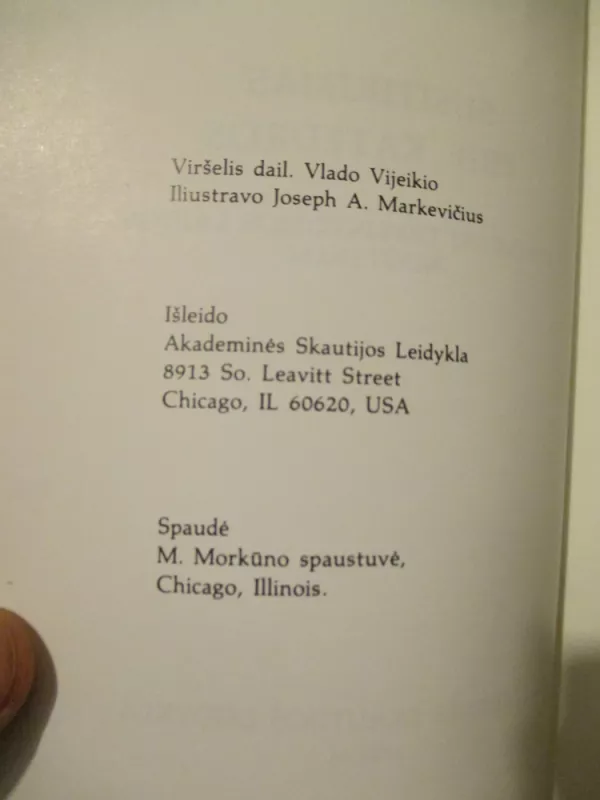 Viršelis dail. Vlado Vijeikio
Iliustravo Joseph A. Markevičius
Išleido
Akademinės Skautijos Leidykla
8913 So. Leavitt Street
Chicago, IL 60620, USA
Spaudė
M. Morkūno spaustuvė,
Chicago, Illinois.